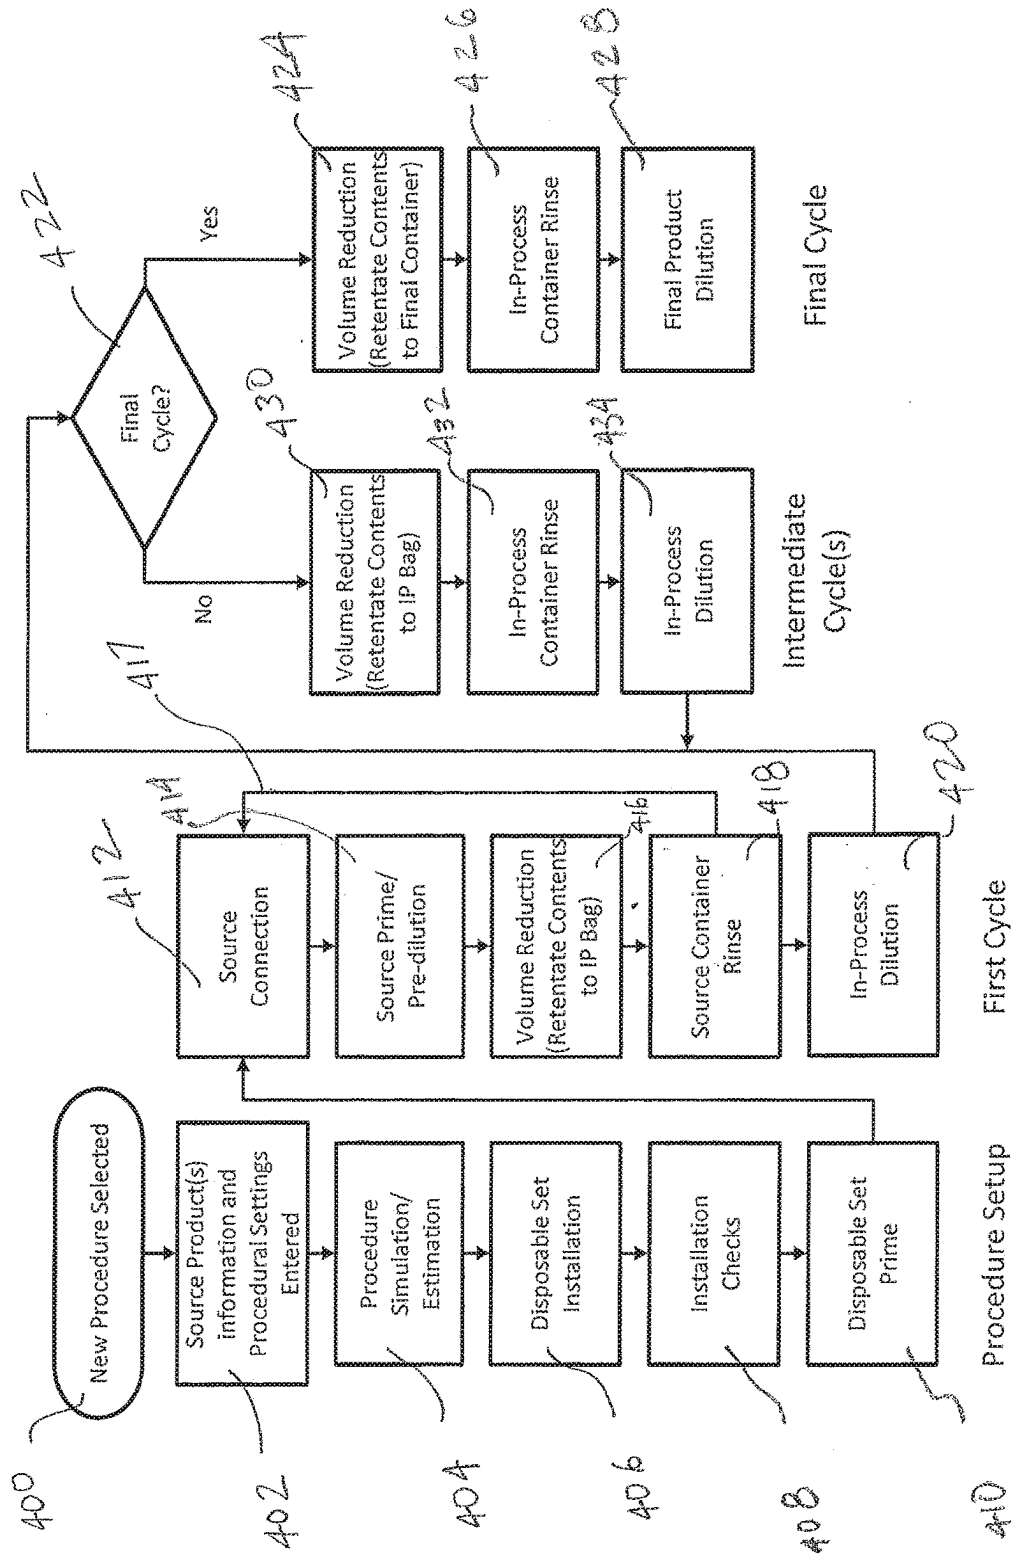 400
New Procedure Selected
402
Source Product(s)
information and
Procedural Settings
Entered
404
Procedure
Simulation/
Estimation
406
Disposable Set
Installation
408
Installation
Checks
410
Disposable Set
Prime
Procedure Setup
412
Source
Connection
414
Source Prime/
Pre-dilution
416
Volume Reduction
(Retentate Contents
to IP Bag)
417
418
Source Container
Rinse
420
In-Process
Dilution
First Cycle
422
Final
Cycle?
No
Yes
430
Volume Reduction
(Retentate Contents
to IP Bag)
432
In-Process
Container Rinse
434
In-Process
Dilution
Intermediate
Cycle(s)
424
Volume Reduction
(Retentate Contents
to Final Container)
426
In-Process
Container Rinse
428
Final Product
Dilution
Final Cycle